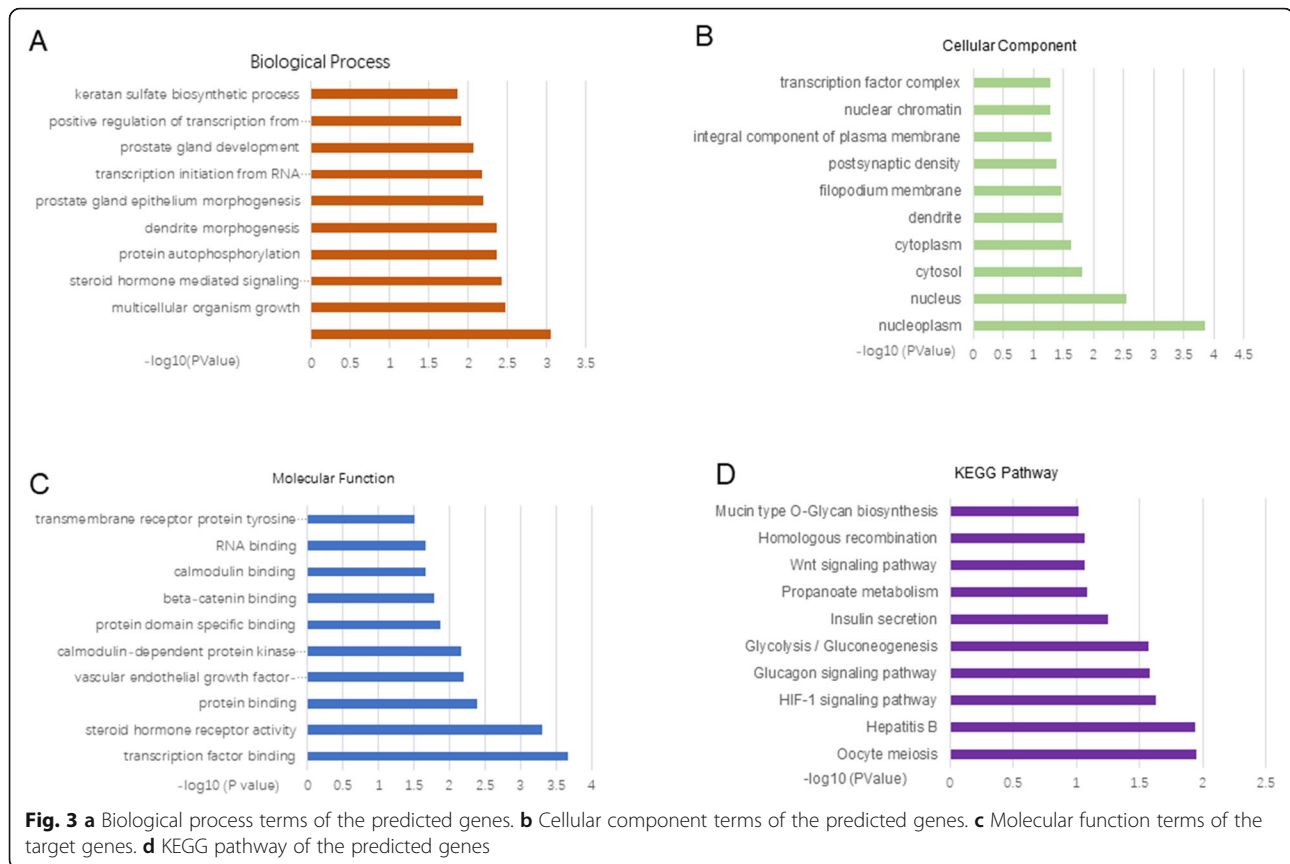 A
Biological Process
keratan sulfate biosynthetic process
positive regulation of transcription from...
prostate gland development
transcription initiation from RNA...
prostate gland epithelium morphogenesis
dendrite morphogenesis
protein autophosphorylation
steroid hormone mediated signaling...
multicellular organism growth
-log10(PValue)
0 0.5 1 1.5 2 2.5 3 3.5
B
Cellular Component
transcription factor complex
nuclear chromatin
integral component of plasma membrane
postsynaptic density
filopodium membrane
dendrite
cytoplasm
cytosol
nucleus
nucleoplasm
-log10 (PValue)
0 0.5 1 1.5 2 2.5 3 3.5 4 4.5
C
Molecular Function
transmembrane receptor protein tyrosine...
RNA binding
calmodulin binding
beta-catenin binding
protein domain specific binding
calmodulin-dependent protein kinase...
vascular endothelial growth factor-...
protein binding
steroid hormone receptor activity
transcription factor binding
-log10 (P value)
0 0.5 1 1.5 2 2.5 3 3.5 4
D
KEGG Pathway
Mucin type O-Glycan biosynthesis
Homologous recombination
Wnt signaling pathway
Propanoate metabolism
Insulin secretion
Glycolysis / Gluconeogenesis
Glucagon signaling pathway
HIF-1 signaling pathway
Hepatitis B
Oocyte meiosis
-log10 (PValue)
0 0.5 1 1.5 2 2.5
Fig. 3 a Biological process terms of the predicted genes. b Cellular component terms of the predicted genes. c Molecular function terms of the
target genes. d KEGG pathway of the predicted genes